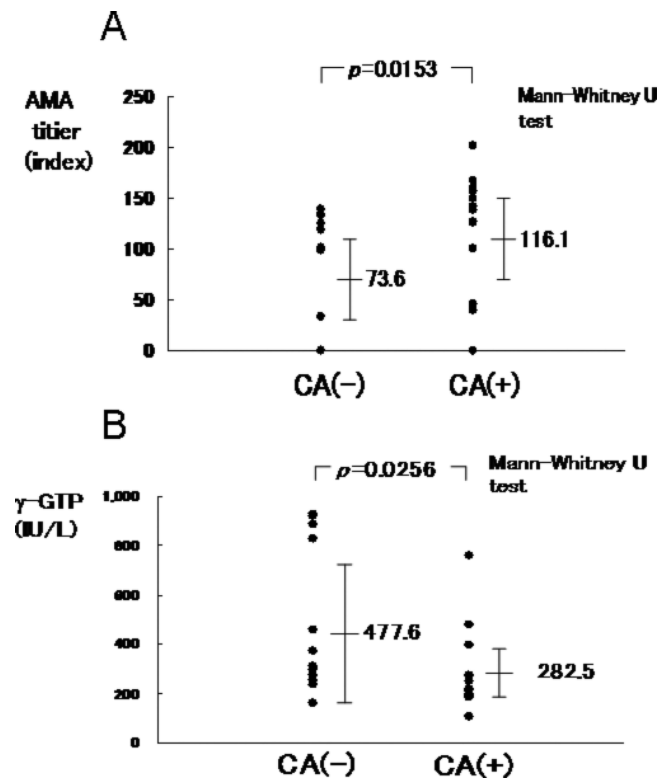 A
p=0.0153
AMA
titier
(index)
Mann-Whitney U
test
250
200
150
100
50
0
73.6
116.1
CA(-)
CA(+)
B
p=0.0256
Mann-Whitney U
test
γ-GTP
(IU/L)
1,000
800
600
400
200
0
477.6
282.5
CA(-)
CA(+)